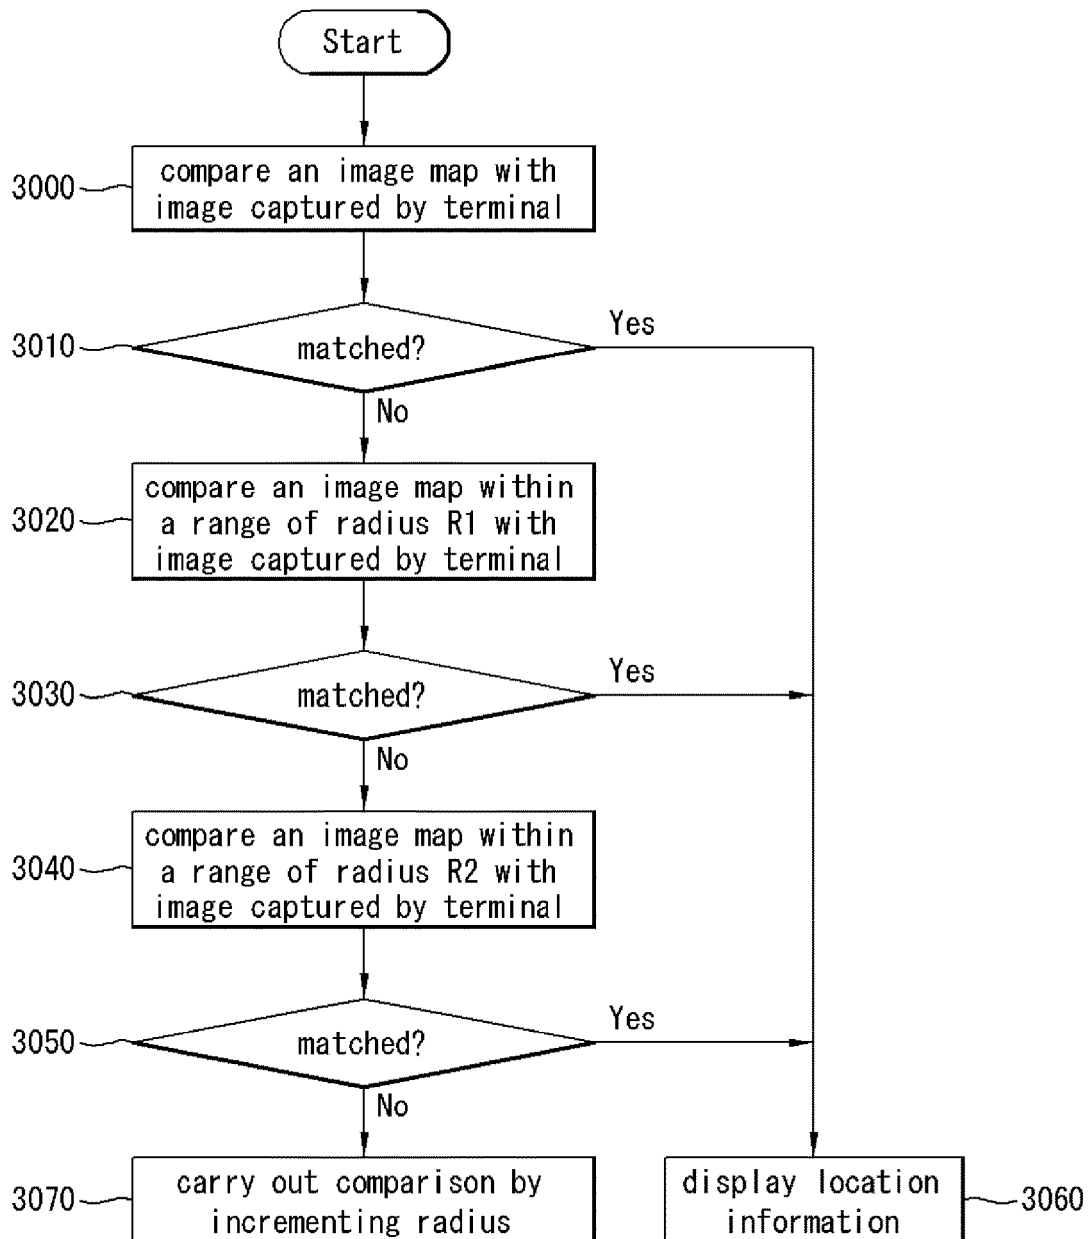 Start
3000
compare an image map with
image captured by terminal
3010
matched?
Yes
No
3020
compare an image map within
a range of radius R1 with
image captured by terminal
3030
matched?
Yes
No
3040
compare an image map within
a range of radius R2 with
image captured by terminal
3050
matched?
Yes
No
3070
carry out comparison by
incrementing radius
display location
information
3060